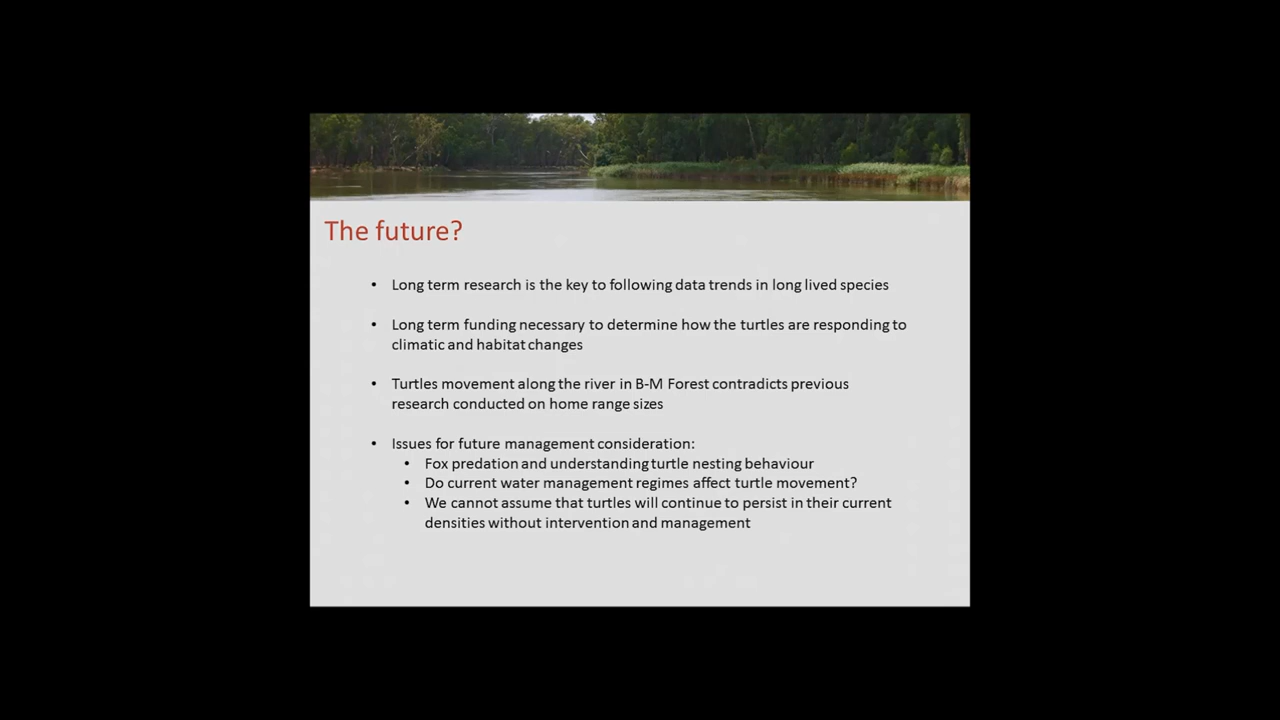 The future?
• Long term research is the key to following data trends in long lived species
• Long term funding necessary to determine how the turtles are responding to
climatic and habitat changes
• Turtles movement along the river in B-M Forest contradicts previous
research conducted on home range sizes
• Issues for future management consideration:
• Fox predation and understanding turtle nesting behaviour
• Do current water management regimes affect turtle movement?
• We cannot assume that turtles will continue to persist in their current
densities without intervention and management